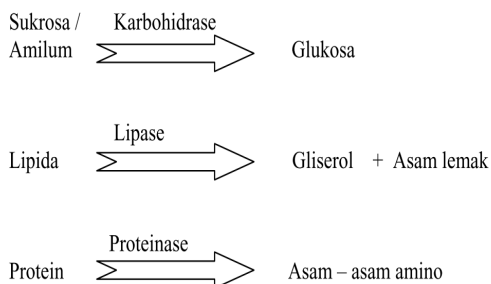 Sukrosa / Karbohidrase
Amilum Glukosa
Lipase
Lipida Gliserol + Asam lemak
Proteinase
Protein Asam – asam amino